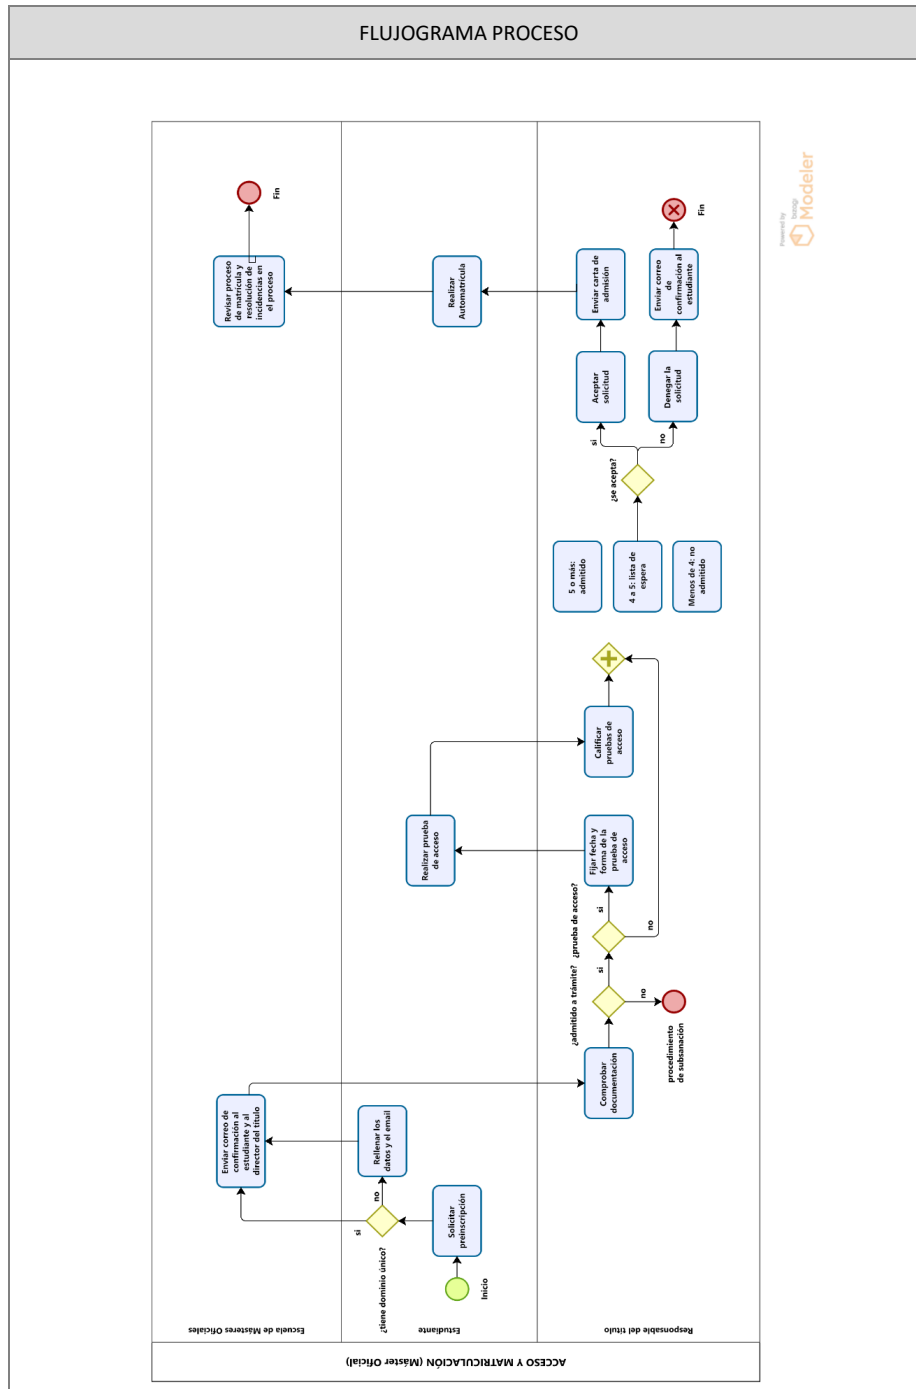 FLUJOGRAMA PROCESO
ACCESO Y MATRICULACIÓN (Máster Oficial)
Escuela de Másteres Oficiales
Estudiante
Responsable del título
Inicio
Solicitar
preinscripción
¿tiene dominio único?
si
no
Rellenar los
datos y el email
Enviar correo de
confirmación al
estudiante y al
director del título
Comprobar
documentación
¿admitido a trámite?
no
procedimiento
de subsanación
si
¿prueba de acceso?
si
no
Fijar fecha y
forma de la
prueba de
acceso
Realizar prueba
de acceso
Calificar
pruebas de
acceso
5 o más:
admitido
4 a 5: lista de
espera
Menos de 4: no
admitido
¿se acepta?
si
no
Aceptar
solicitud
Denegar la
solicitud
Enviar carta de
admisión
Enviar correo
de
confirmación al
estudiante
Fin
Realizar
Automatrícula
Revisar proceso
de matrícula y
resolución de
incidencias en
el proceso
Fin
Powered by
bizagi
Modeler